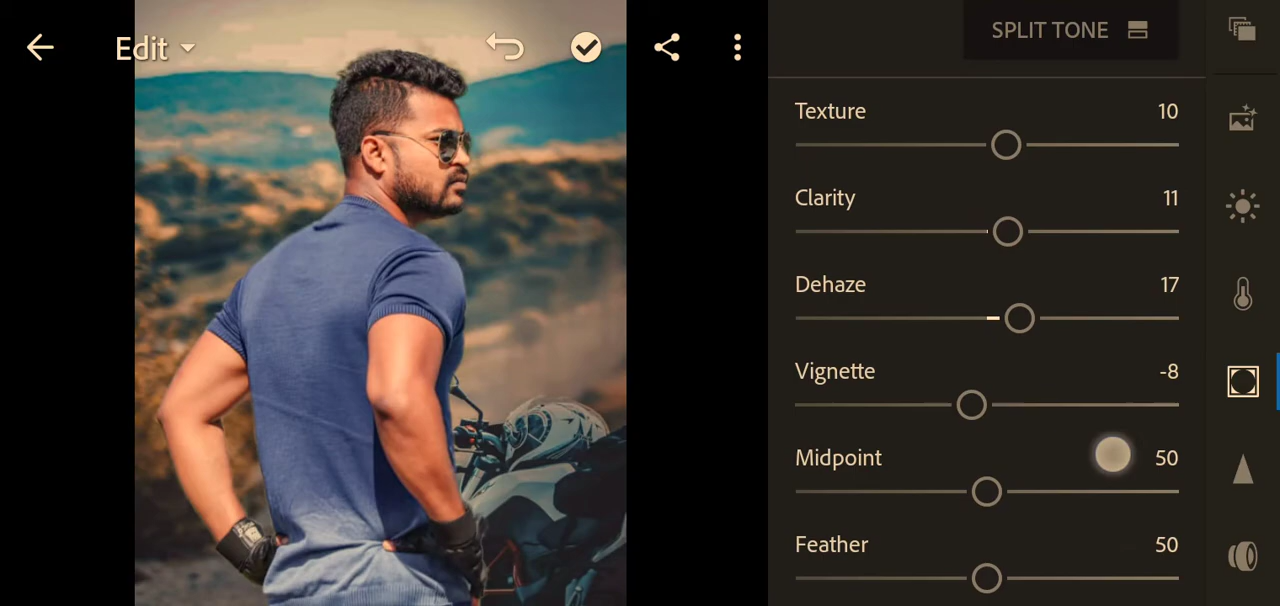 Edit
SPLIT TONE
Texture 10
Clarity 11
Dehaze 17
Vignette -8
Midpoint 50
Feather 50